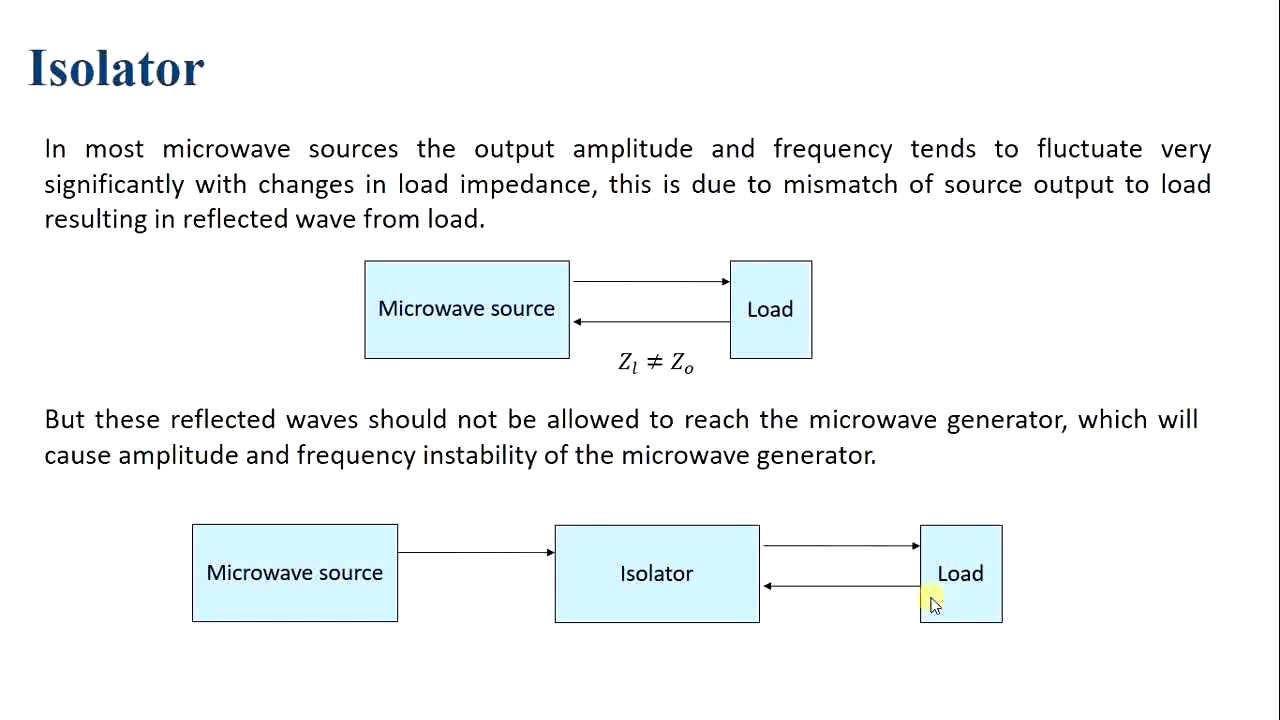 Isolator
In most microwave sources the output amplitude and frequency tends to fluctuate very
significantly with changes in load impedance, this is due to mismatch of source output to load
resulting in reflected wave from load.
Microwave source
Load
Zₗ ≠ Zₒ
But these reflected waves should not be allowed to reach the microwave generator, which will
cause amplitude and frequency instability of the microwave generator.
Microwave source
Isolator
Load